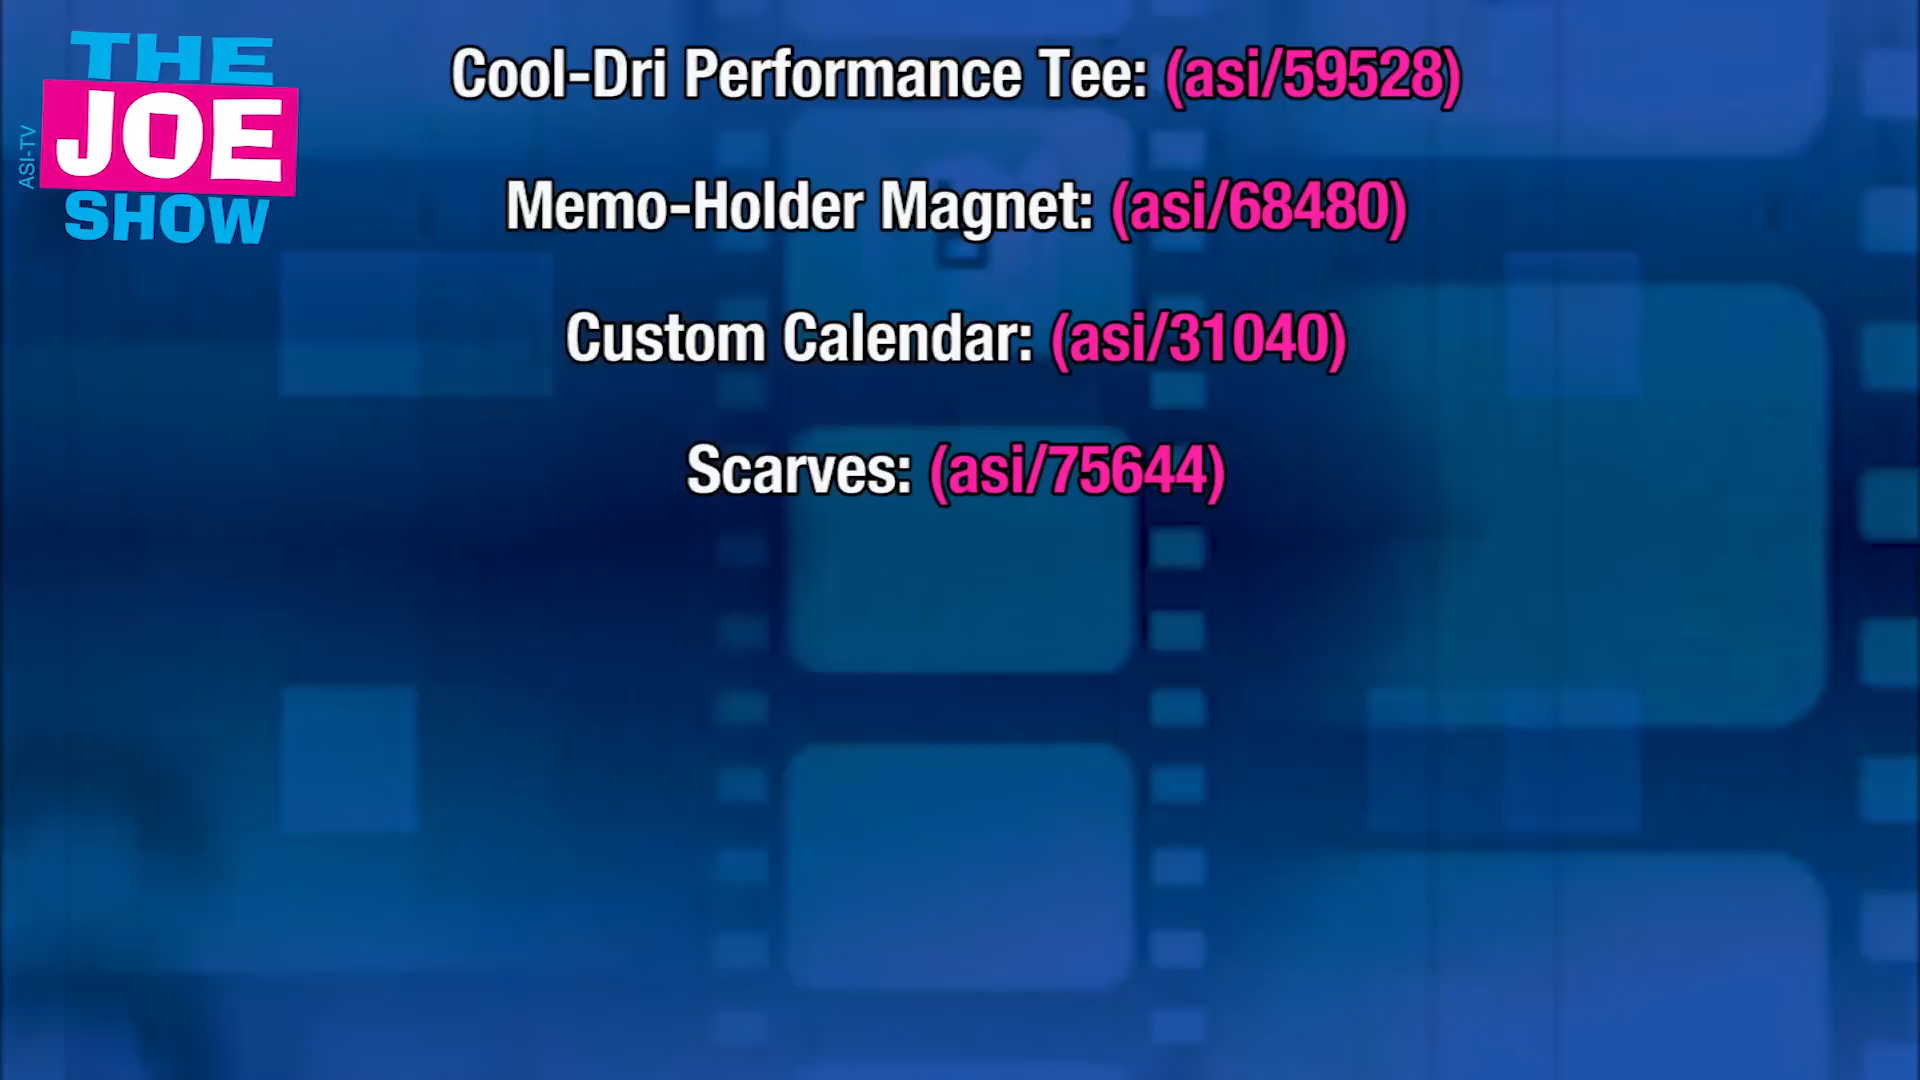 THE
JOE
SHOW
ASI-TV
Cool-Dri Performance Tee: (asi/59528)
Memo-Holder Magnet: (asi/68480)
Custom Calendar: (asi/31040)
Scarves: (asi/75644)